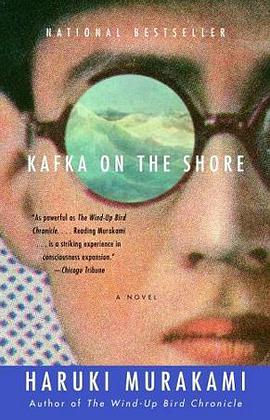 NATIONAL BESTSELLER
KAFKA ON THE SHORE
"As powerful as The Wind-Up Bird
Chronicle. . . . Reading Murakami
. . . is a striking experience in
consciousness expansion."
—Chicago Tribune
A NOVEL
HARUKI MURAKAMI
Author of The Wind-Up Bird Chronicle